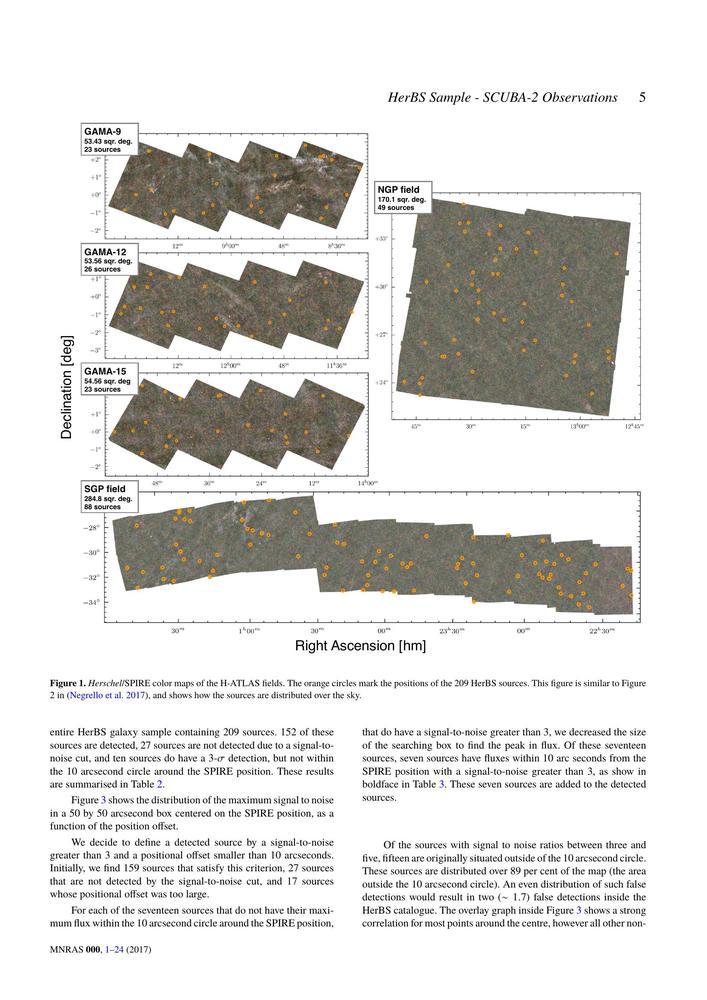 HerBS Sample - SCUBA-2 Observations 5
GAMA-9
53.43 sqr. deg.
23 sources
+2°
+1°
+0°
−1°
−2°
12ᵐ 9ʰ00ᵐ 48ᵐ 8ʰ36ᵐ
GAMA-12
53.56 sqr. deg.
26 sources
+1°
+0°
−1°
−2°
−3°
12ᵐ 12ʰ00ᵐ 48ᵐ 11ʰ36ᵐ
GAMA-15
54.56 sqr. deg
23 sources
+1°
+0°
−1°
−2°
48ᵐ 36ᵐ 24ᵐ 12ᵐ 14ʰ00ᵐ
NGP field
170.1 sqr. deg.
49 sources
+33°
+30°
+27°
+24°
45ᵐ 30ᵐ 15ᵐ 13ʰ00ᵐ 12ʰ45ᵐ
SGP field
284.8 sqr. deg.
88 sources
−28°
−30°
−32°
−34°
30ᵐ 1ʰ00ᵐ 30ᵐ 00ᵐ 23ʰ30ᵐ 00ᵐ 22ʰ30ᵐ
Declination [deg]
Right Ascension [hm]
Figure 1. Herschel/SPIRE color maps of the H-ATLAS fields. The orange circles mark the positions of the 209 HerBS sources. This figure is similar to Figure
2 in (Negrello et al. 2017), and shows how the sources are distributed over the sky.
entire HerBS galaxy sample containing 209 sources. 152 of these
sources are detected, 27 sources are not detected due to a signal-to-
noise cut, and ten sources do have a 3-σ detection, but not within
the 10 arcsecond circle around the SPIRE position. These results
are summarised in Table 2.
Figure 3 shows the distribution of the maximum signal to noise
in a 50 by 50 arcsecond box centered on the SPIRE position, as a
function of the position offset.
We decide to define a detected source by a signal-to-noise
greater than 3 and a positional offset smaller than 10 arcseconds.
Initially, we find 159 sources that satisfy this criterion, 27 sources
that are not detected by the signal-to-noise cut, and 17 sources
whose positional offset was too large.
For each of the seventeen sources that do not have their maxi-
mum flux within the 10 arcsecond circle around the SPIRE position,
that do have a signal-to-noise greater than 3, we decreased the size
of the searching box to find the peak in flux. Of these seventeen
sources, seven sources have fluxes within 10 arc seconds from the
SPIRE position with a signal-to-noise greater than 3, as show in
boldface in Table 3. These seven sources are added to the detected
sources.
Of the sources with signal to noise ratios between three and
five, fifteen are originally situated outside of the 10 arcsecond circle.
These sources are distributed over 89 per cent of the map (the area
outside the 10 arcsecond circle). An even distribution of such false
detections would result in two (∼ 1.7) false detections inside the
HerBS catalogue. The overlay graph inside Figure 3 shows a strong
correlation for most points around the centre, however all other non-
MNRAS 000, 1–24 (2017)